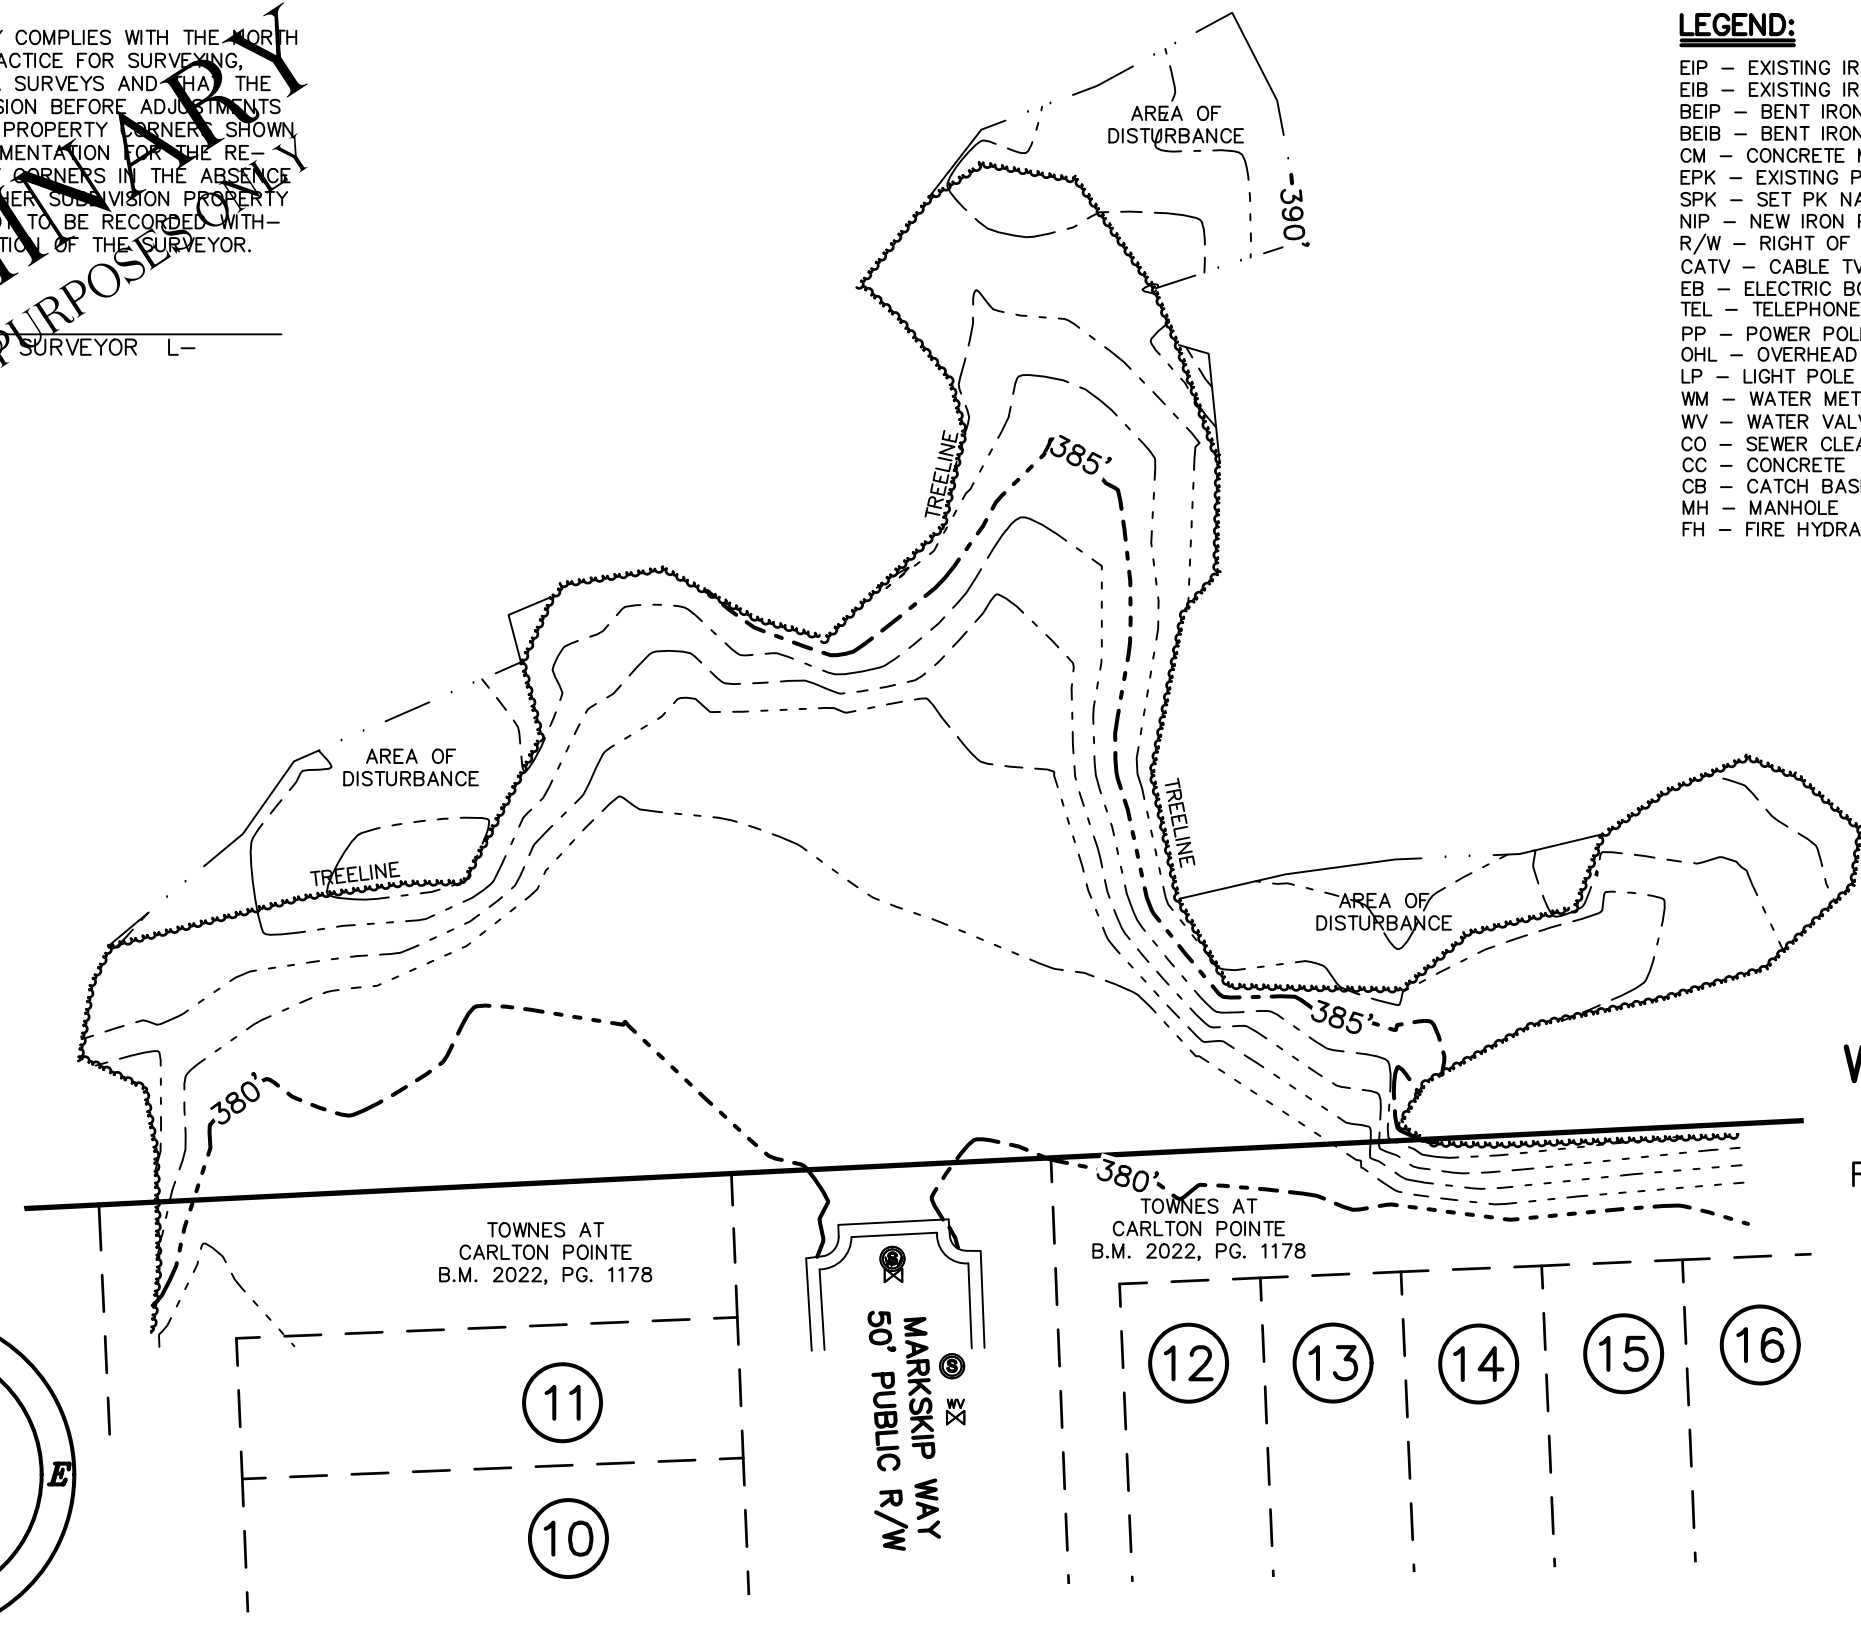 Y COMPLIES WITH THE NORTH
ACTICE FOR SURVEYING,
SURVEYS AND THAT THE
SION BEFORE ADJUSTMENTS
PROPERTY CORNERS SHOWN
MENTATION FOR THE RE-
CORNERS IN THE ABSENCE
HER SUBDIVISION PROPERTY
TO BE RECORDED WITH-
TION OF THE SURVEYOR.
INARY
PURPOSES ONLY
SURVEYOR L-
LEGEND:
EIP - EXISTING IR
EIB - EXISTING IR
BEIP - BENT IRON
BEIB - BENT IRON
CM - CONCRETE M
EPK - EXISTING P
SPK - SET PK NA
NIP - NEW IRON P
R/W - RIGHT OF
CATV - CABLE TV
EB - ELECTRIC BO
TEL - TELEPHONE
PP - POWER POLE
OHL - OVERHEAD
LP - LIGHT POLE
WM - WATER MET
WV - WATER VALV
CO - SEWER CLEA
CC - CONCRETE
CB - CATCH BASI
MH - MANHOLE
FH - FIRE HYDRA
AREA OF
DISTURBANCE
390'
385'
TREELINE
AREA OF
DISTURBANCE
TREELINE
TREELINE
AREA OF
DISTURBANCE
385'
380'
380'
TOWNES AT
CARLTON POINTE
B.M. 2022, PG. 1178
TOWNES AT
CARLTON POINTE
B.M. 2022, PG. 1178
S
S
WV
MARKSKIP WAY
50' PUBLIC R/W
11
10
12
13
14
15
16
E